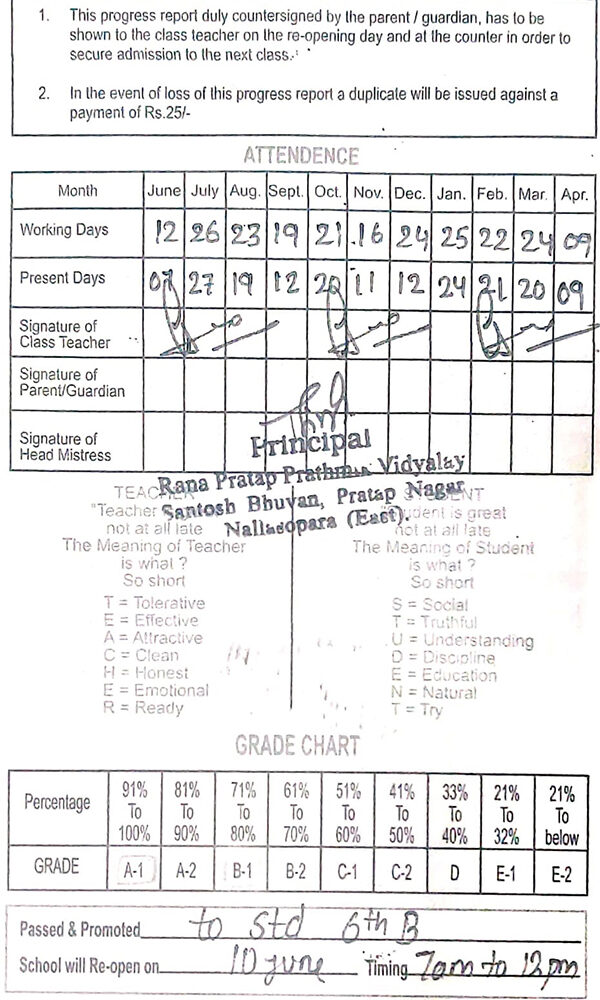 1. This progress report duly countersigned by the parent / guardian, has to be
shown to the class teacher on the re-opening day and at the counter in order to
secure admission to the next class.
2. In the event of loss of this progress report a duplicate will be issued against a
payment of Rs.25/-
ATTENDENCE
Month June July Aug. Sept. Oct. Nov. Dec. Jan. Feb. Mar. Apr.
Working Days 12 26 23 19 21 16 24 25 22 24 09
Present Days 07 27 19 12 20 11 12 24 21 20 09
Signature of
Class Teacher
Signature of
Parent/Guardian
Signature of
Head Mistress
Principal
Rana Pratap Vidyalay
Santosh Bhuvan, Pratap Nagar
Nallasopara (East).
TEACHER
"Teacher
not at all late
The Meaning of Teacher
is what ?
So short
T = Tolerative
E = Effective
A = Attractive
C = Clean
H = Honest
E = Emotional
R = Ready
is great
not at all late
The Meaning of Student
is what ?
So short
S = Social
T = Truthful
U = Understanding
D = Discipline
E = Education
N = Natural
T = Try
GRADE CHART
Percentage 91% To 100% 81% To 90% 71% To 80% 61% To 70% 51% To 60% 41% To 50% 33% To 40% 21% To 32% 21% To below
GRADE A-1 A-2 B-1 B-2 C-1 C-2 D E-1 E-2
Passed & Promoted to Std 6th B
School will Re-open on 10 june Timing 7am to 12 pm